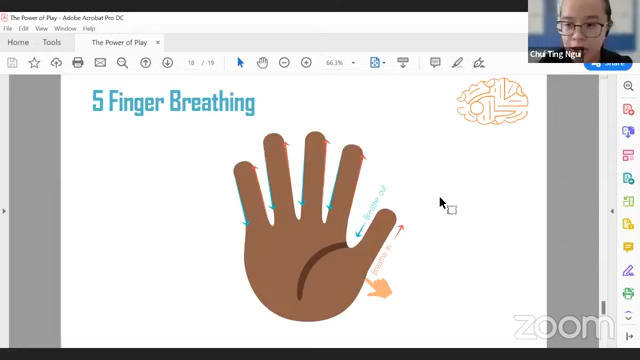 The Power of Play - Adobe Acrobat Pro DC
File Edit View Window Help
Home Tools The Power of Play ×
18 / 19
66.3%
Share
Chui Ting Ngui
5 Finger Breathing
Breathe out
Breathe in
zoom